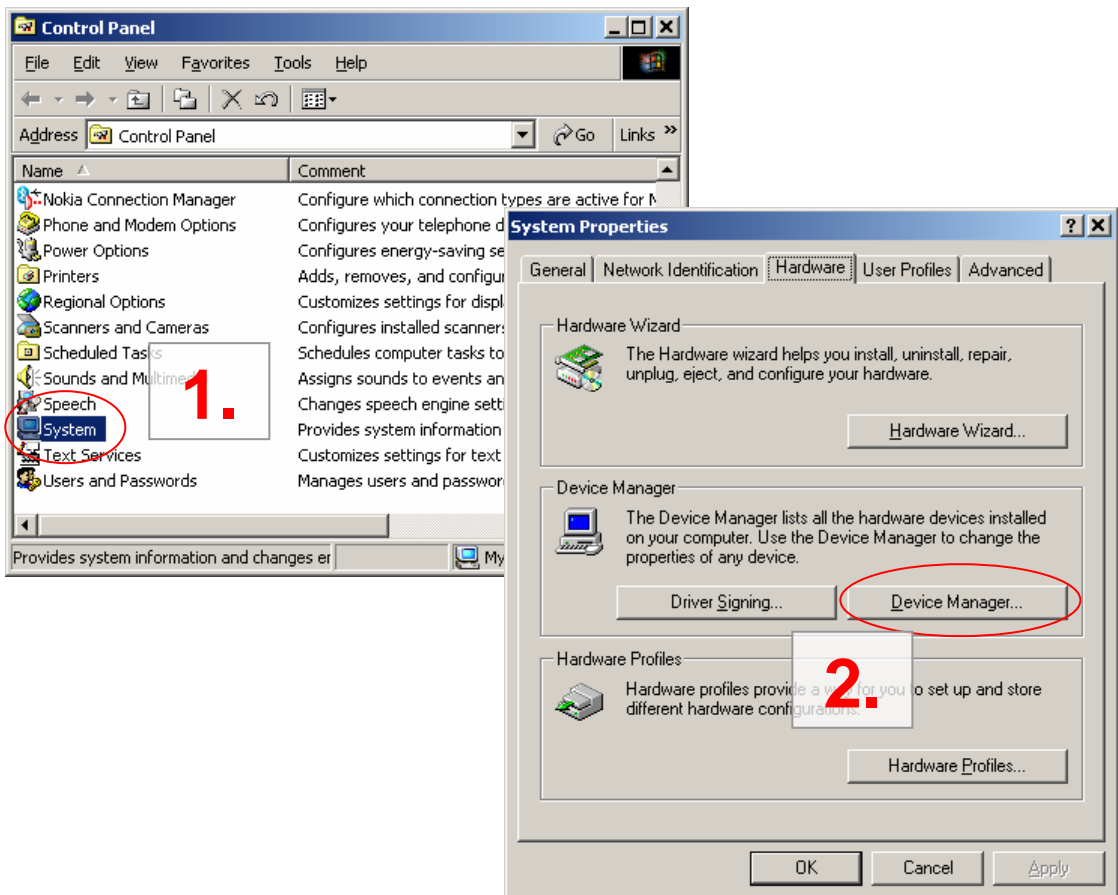 Control Panel
File Edit View Favorites Tools Help
Address Control Panel Go Links »
Name Comment
Nokia Connection Manager Configure which connection types are active for
Phone and Modem Options Configures your telephone d
Power Options Configures energy-saving se
Printers Adds, removes, and configur
Regional Options Customizes settings for displ
Scanners and Cameras Configures installed scanners
Scheduled Tasks Schedules computer tasks to
Sounds and Multimedi Assigns sounds to events an
Speech Changes speech engine setti
System Provides system information
Text Services Customizes settings for text
Users and Passwords Manages users and passwor
Provides system information and changes er My
1.
System Properties
General Network Identification Hardware User Profiles Advanced
Hardware Wizard
The Hardware wizard helps you install, uninstall, repair,
unplug, eject, and configure your hardware.
Hardware Wizard...
Device Manager
The Device Manager lists all the hardware devices installed
on your computer. Use the Device Manager to change the
properties of any device.
Driver Signing... Device Manager...
2.
Hardware Profiles
Hardware profiles provide a way for you to set up and store
different hardware configurations.
Hardware Profiles...
OK Cancel Apply